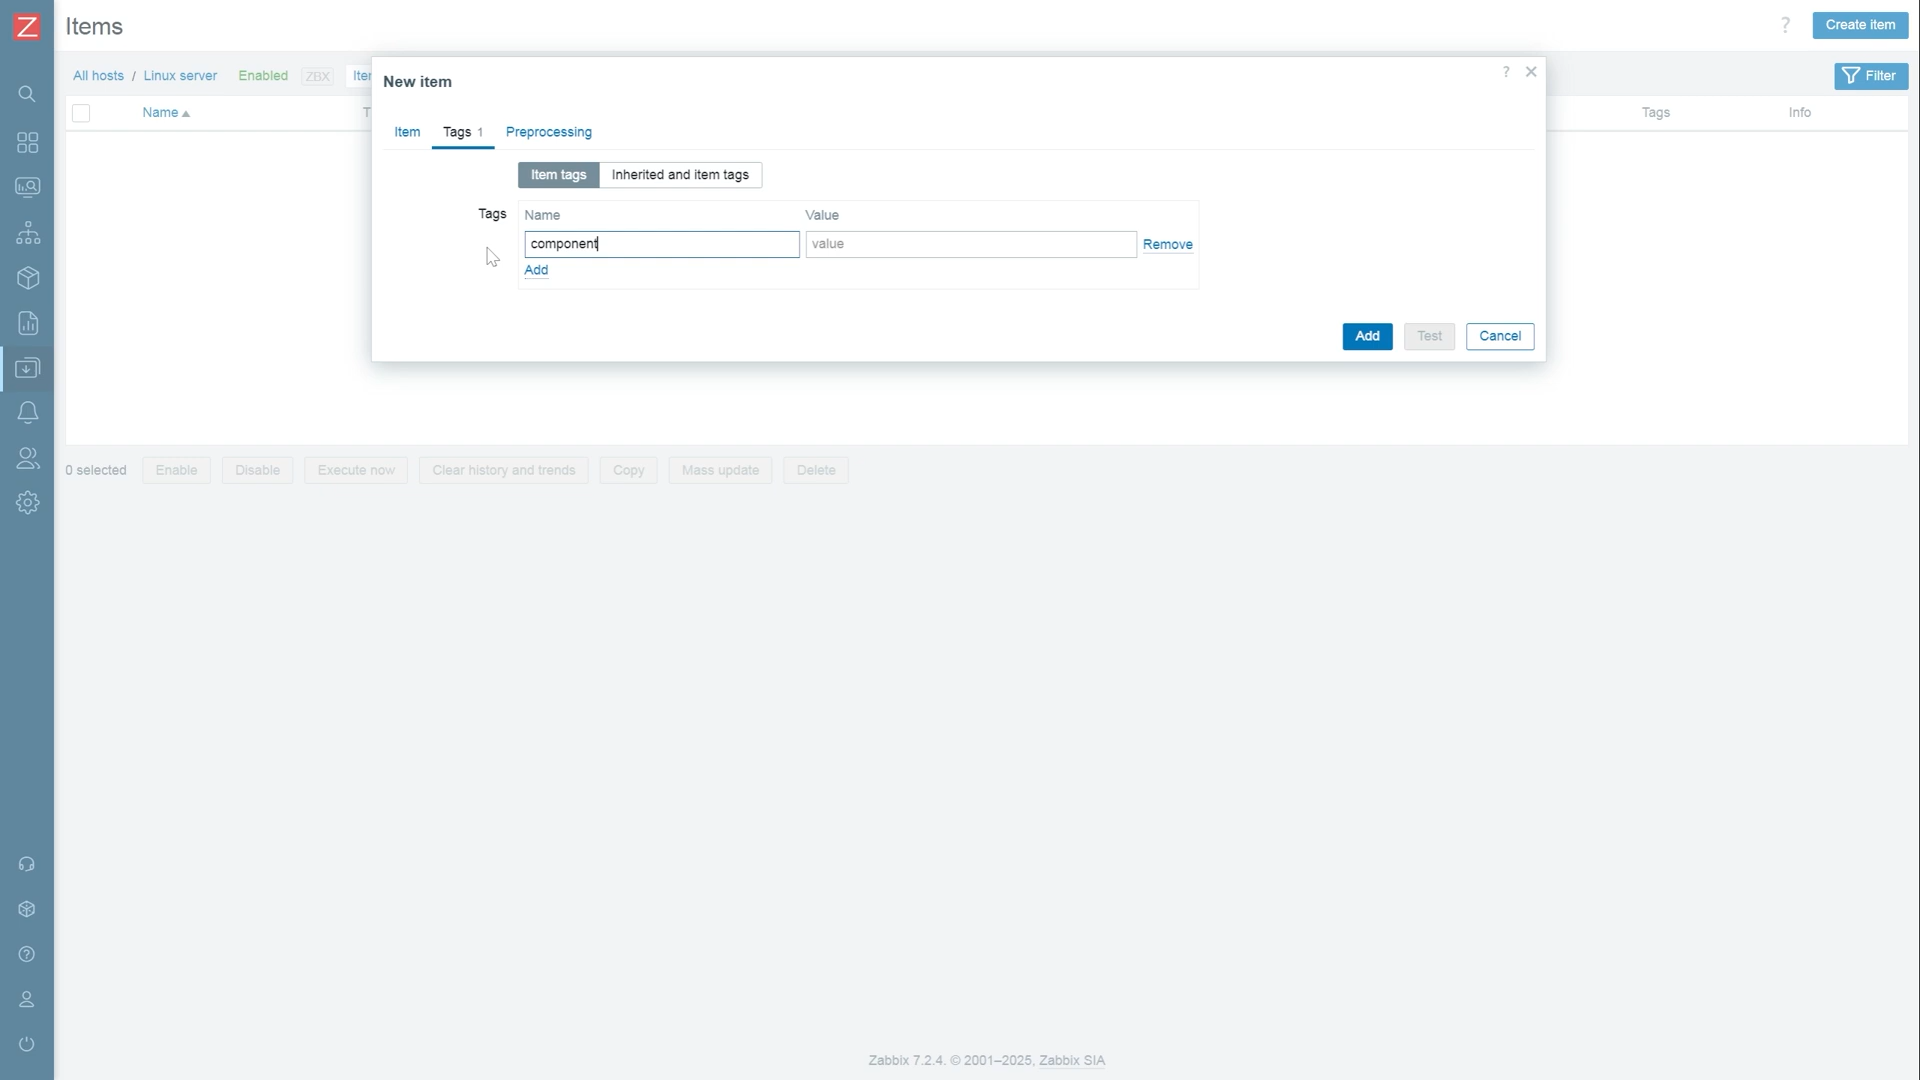 Z
Items
?
Create item
All hosts / Linux server Enabled ZBX
Filter
Name
Tags
Info
New item
?
Item Tags 1 Preprocessing
Item tags Inherited and item tags
Tags Name Value
component value Remove
Add
Add Test Cancel
0 selected Enable Disable Execute now Clear history and trends Copy Mass update Delete
Zabbix 7.2.4. © 2001–2025, Zabbix SIA